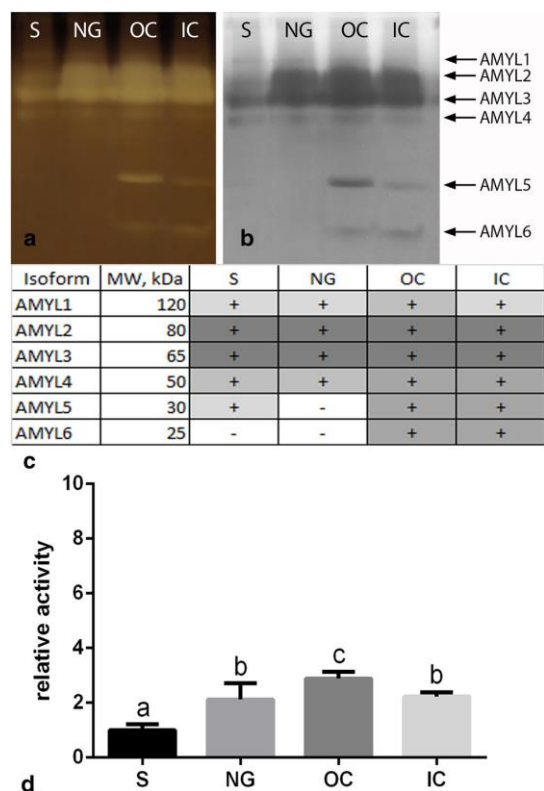 S NG OC IC
S NG OC IC
AMYL1
AMYL2
AMYL3
AMYL4
AMYL5
AMYL6
a
b
Isoform MW, kDa S NG OC IC
AMYL1 120 + + + +
AMYL2 80 + + + +
AMYL3 65 + + + +
AMYL4 50 + + + +
AMYL5 30 + - + +
AMYL6 25 - - + +
c
relative activity
10
8
6
4
2
0
a b c b
S NG OC IC
d